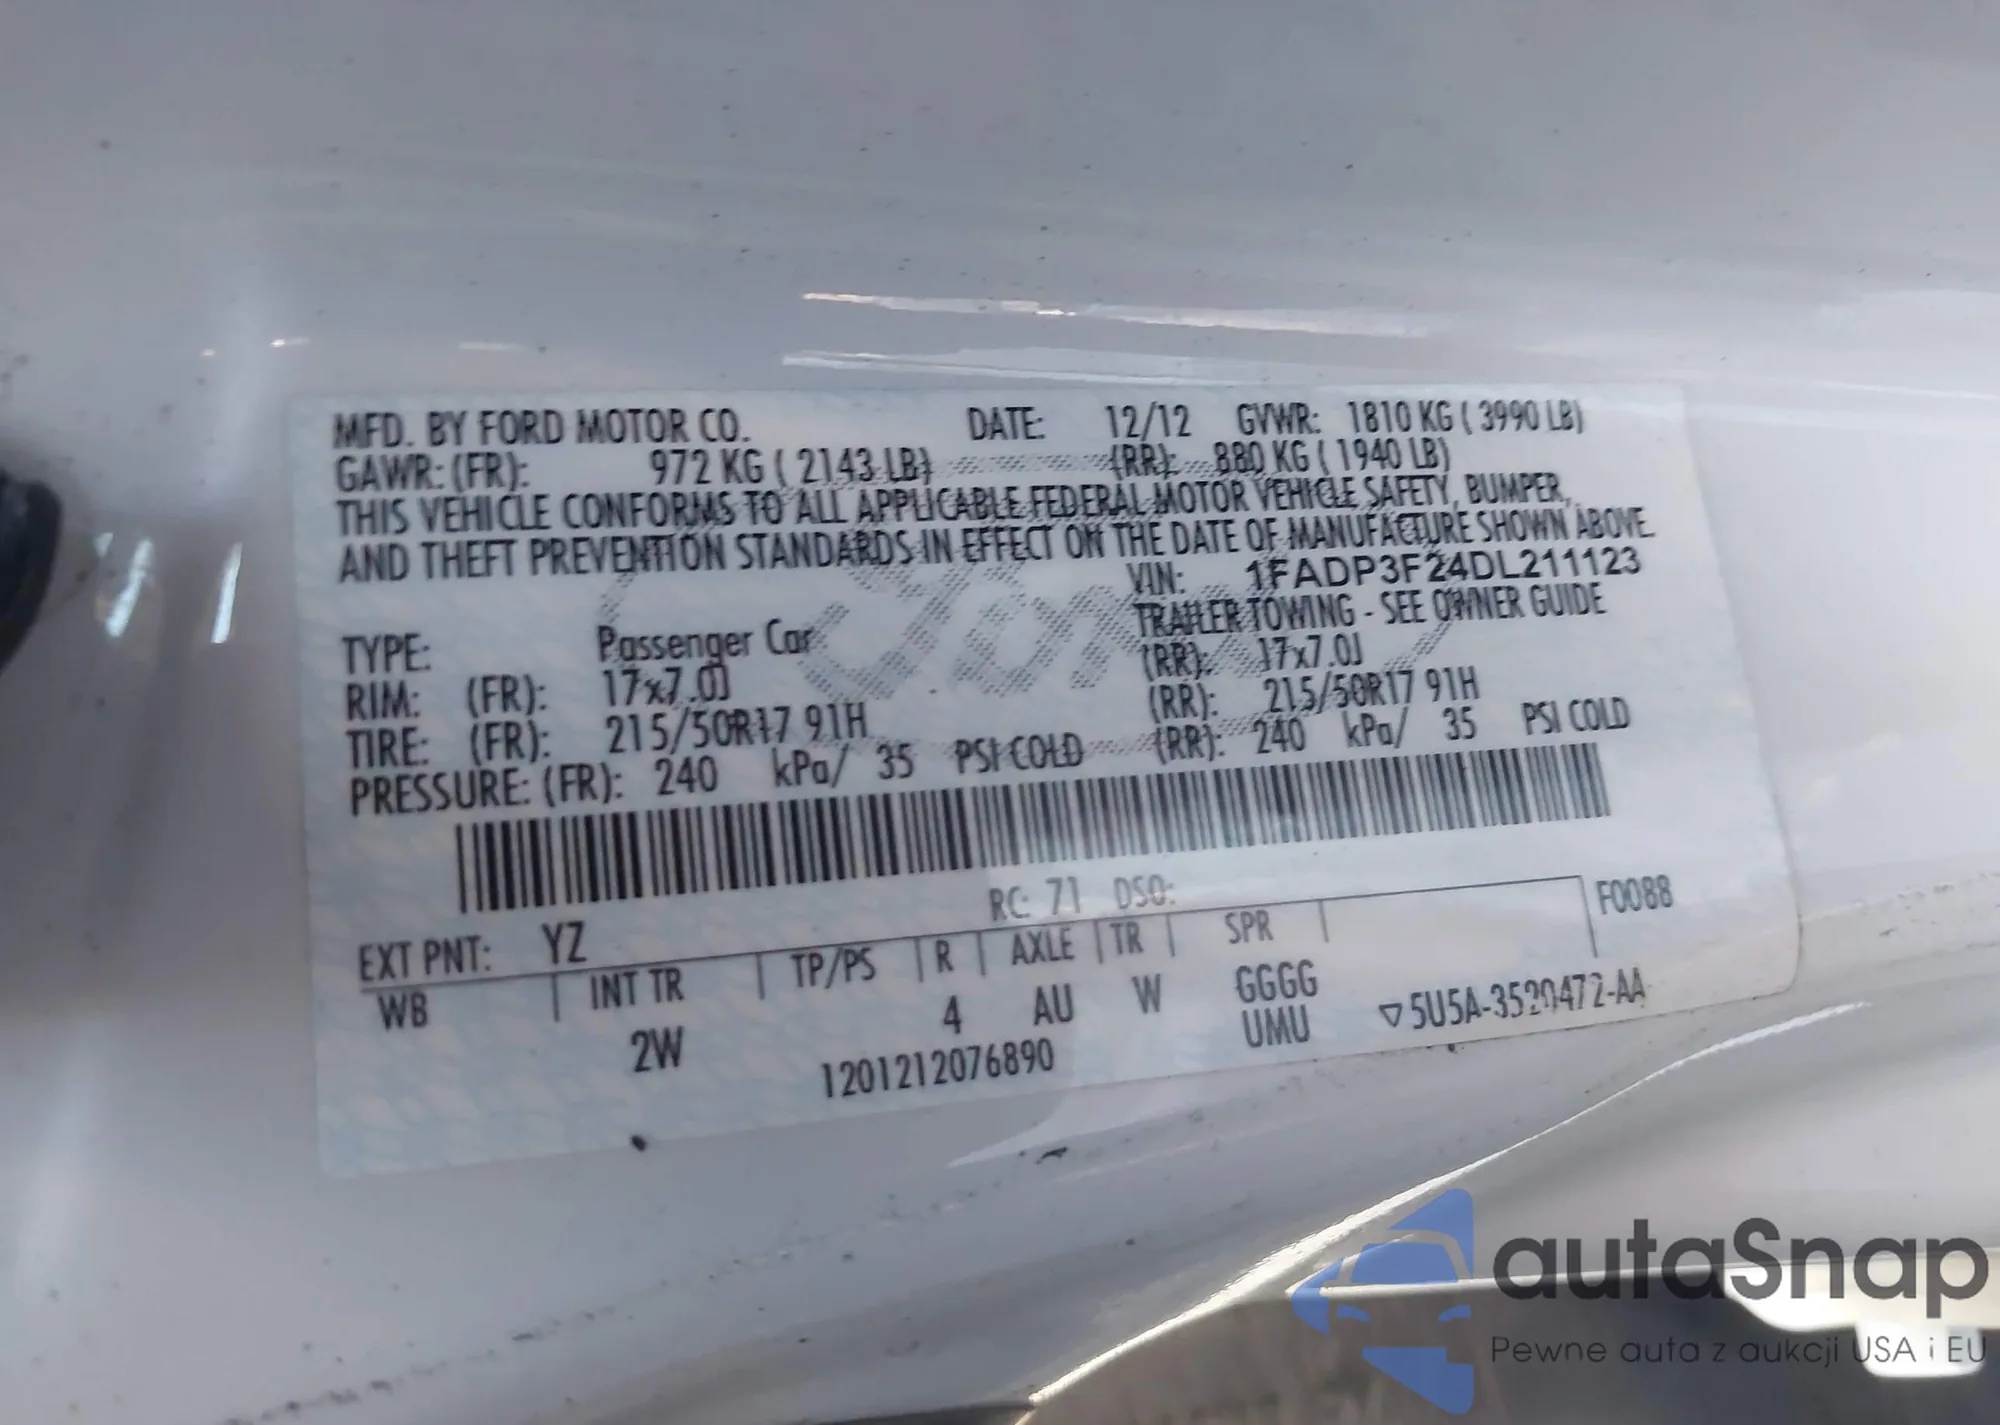 MFD. BY FORD MOTOR CO. DATE: 12/12 GVWR: 1810 KG ( 3990 LB)
GAWR: (FR): 972 KG ( 2143 LB) (RR): 880 KG ( 1940 LB)
THIS VEHICLE CONFORMS TO ALL APPLICABLE FEDERAL MOTOR VEHICLE SAFETY, BUMPER,
AND THEFT PREVENTION STANDARDS IN EFFECT ON THE DATE OF MANUFACTURE SHOWN ABOVE.
VIN: 1FADP3F24DL211123
TRAILER TOWING - SEE OWNER GUIDE
TYPE: Passenger Car
RIM: (FR): 17x7.0J (RR): 17x7.0J
TIRE: (FR): 215/50R17 91H (RR): 215/50R17 91H
PRESSURE: (FR): 240 kPa/ 35 PSI COLD (RR): 240 kPa/ 35 PSI COLD
RC: 71 DSO:
F0088
EXT PNT: YZ
WB INT TR TP/PS R AXLE TR SPR
2W 4 AU W GGGG
UMU
▽5U5A-3520472-AA
1201212076890
autaSnap
Pewne auta z aukcji USA i EU